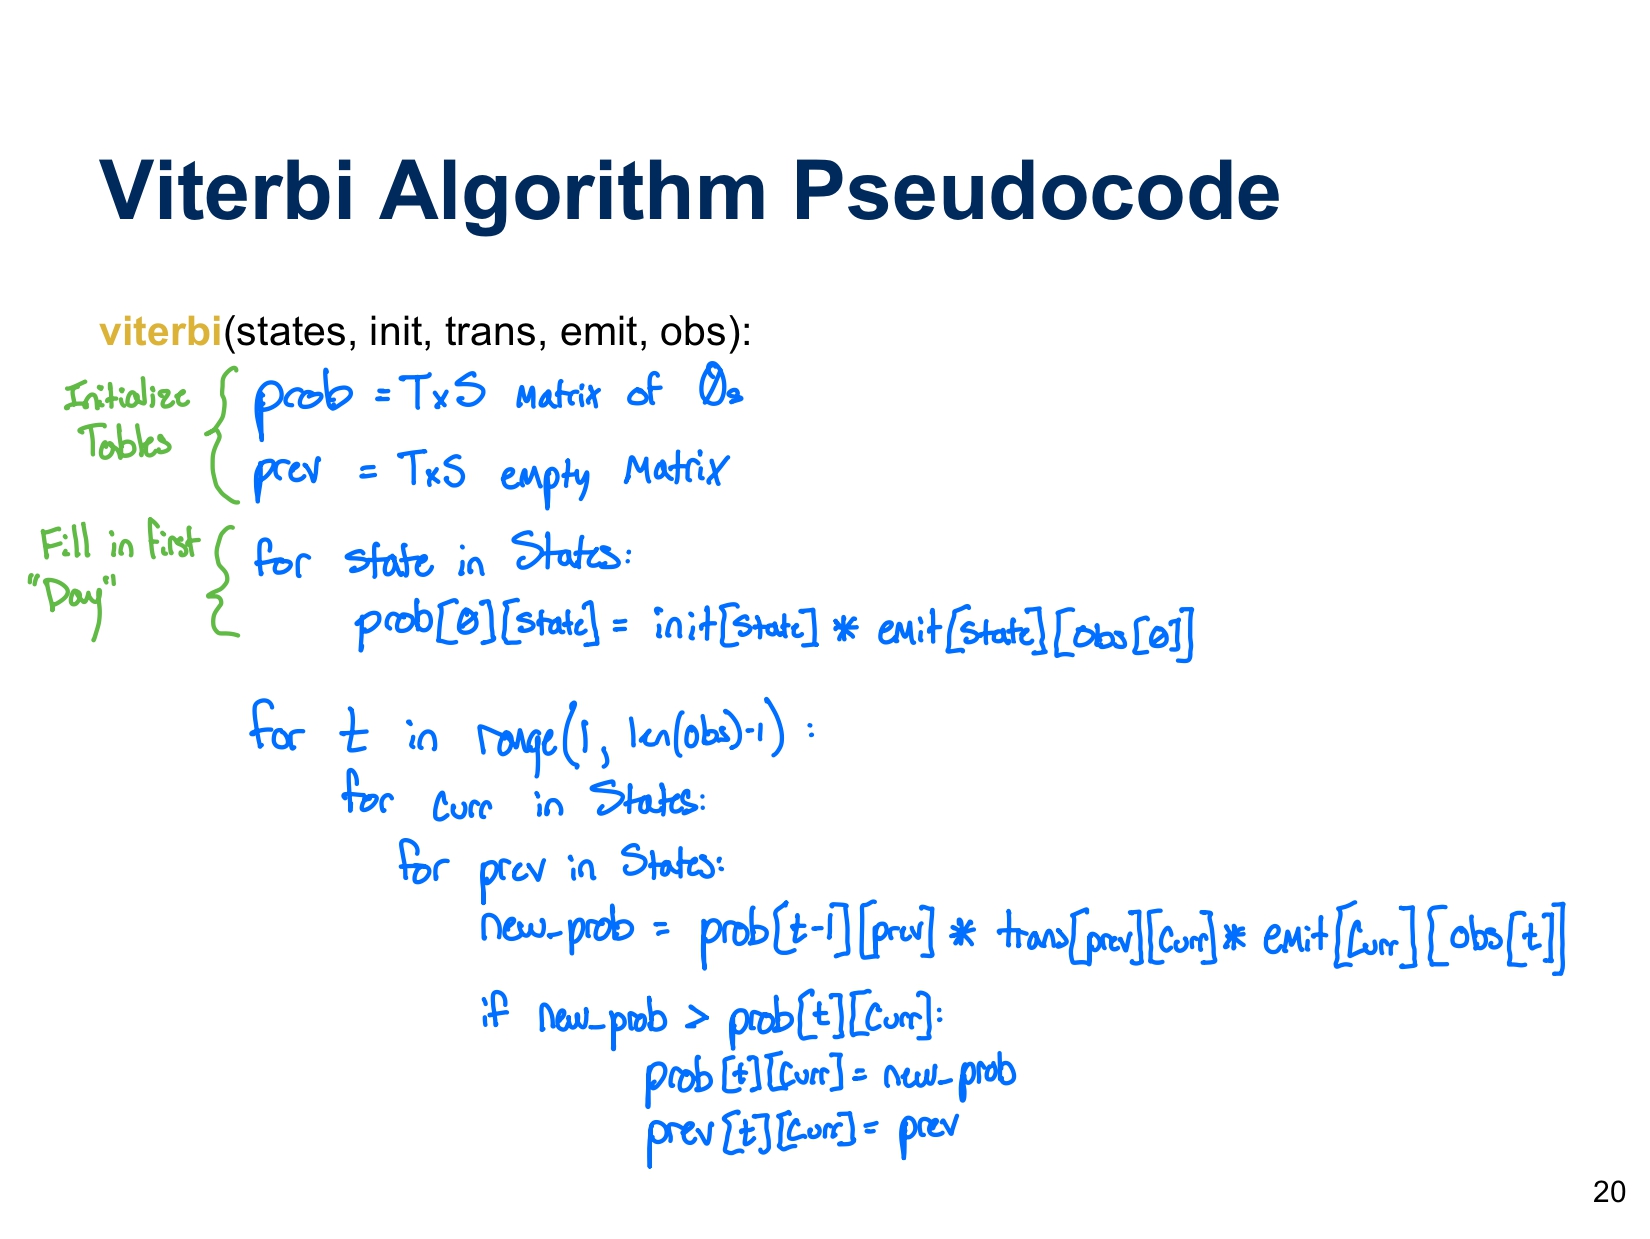 Viterbi Algorithm Pseudocode
viterbi(states, init, trans, emit, obs):
Initialize
Tables
prob = TxS Matrix of 0s
prev = TxS empty Matrix
Fill in first
"Day"
for state in States:
prob[0][state] = init[state] * emit[state][obs[0]]
for t in range(1, len(obs)-1):
for curr in States:
for prev in States:
new_prob = prob[t-1][prev] * trans[prev][curr] * emit[curr][obs[t]]
if new_prob > prob[t][curr]:
prob[t][curr] = new_prob
prev[t][curr] = prev
20